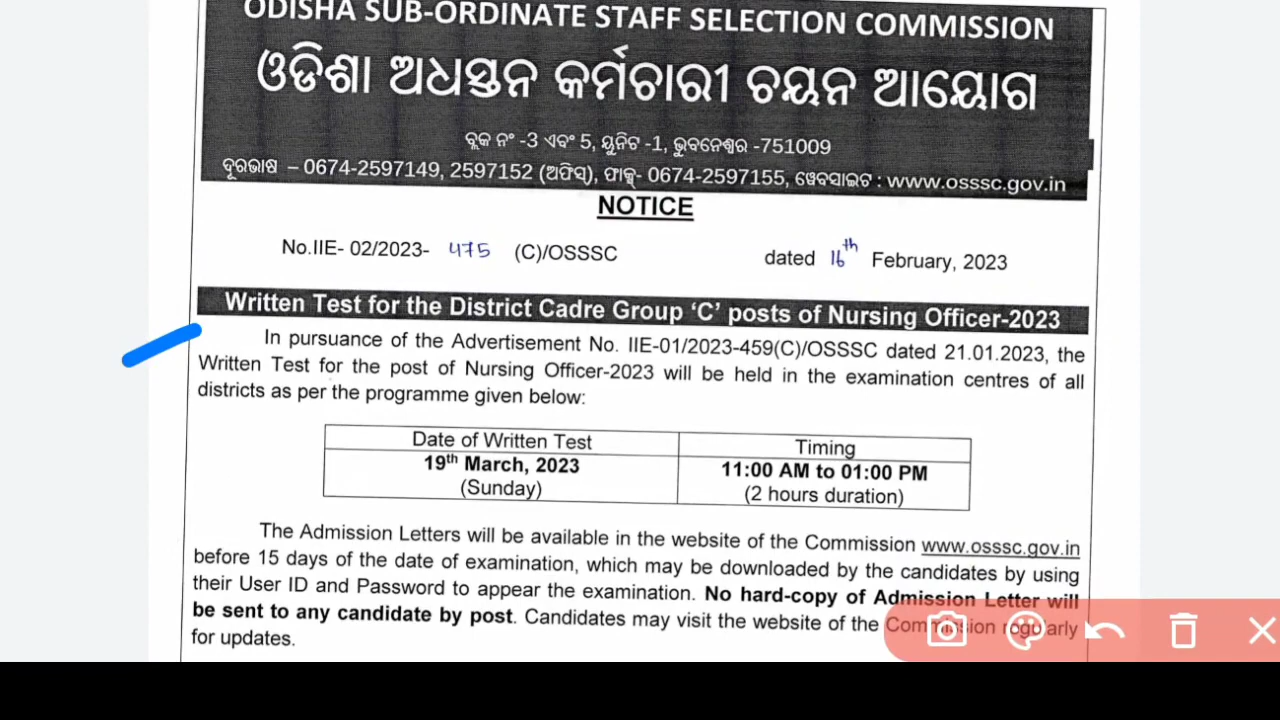 ODISHA SUB-ORDINATE STAFF SELECTION COMMISSION
ଓଡିଶା ଅଧସ୍ତନ କର୍ମଚାରୀ ଚୟନ ଆୟୋଗ
ବ୍ଲକ ନଂ -3 ଏବଂ 5, ୟୁନିଟ -1, ଭୁବନେଶ୍ୱର -751009
ଦୂରଭାଷ – 0674-2597149, 2597152 (ଅଫିସ୍), ଫାକ୍ସ- 0674-2597155, ୱେବସାଇଟ : www.osssc.gov.in
NOTICE
No.IIE- 02/2023- 475 (C)/OSSSC dated 16th February, 2023
Written Test for the District Cadre Group ‘C’ posts of Nursing Officer-2023
In pursuance of the Advertisement No. IIE-01/2023-459(C)/OSSSC dated 21.01.2023, the
Written Test for the post of Nursing Officer-2023 will be held in the examination centres of all
districts as per the programme given below:
Date of Written Test Timing
19th March, 2023 11:00 AM to 01:00 PM
(Sunday) (2 hours duration)
The Admission Letters will be available in the website of the Commission www.osssc.gov.in
before 15 days of the date of examination, which may be downloaded by the candidates by using
their User ID and Password to appear the examination. No hard-copy of Admission Letter will
be sent to any candidate by post. Candidates may visit the website of the Commission regularly
for updates.